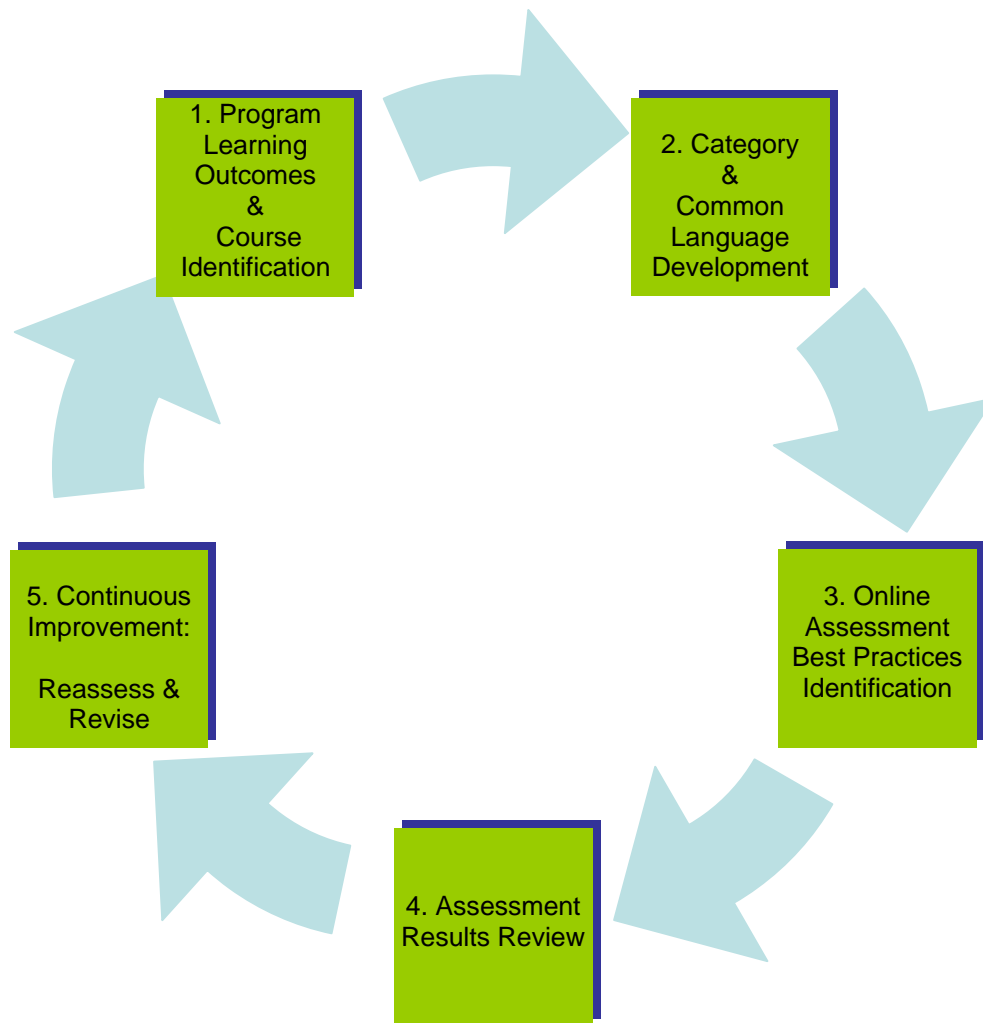 1. Program
Learning
Outcomes
&
Course
Identification
2. Category
&
Common
Language
Development
3. Online
Assessment
Best Practices
Identification
4. Assessment
Results Review
5. Continuous
Improvement:
Reassess &
Revise